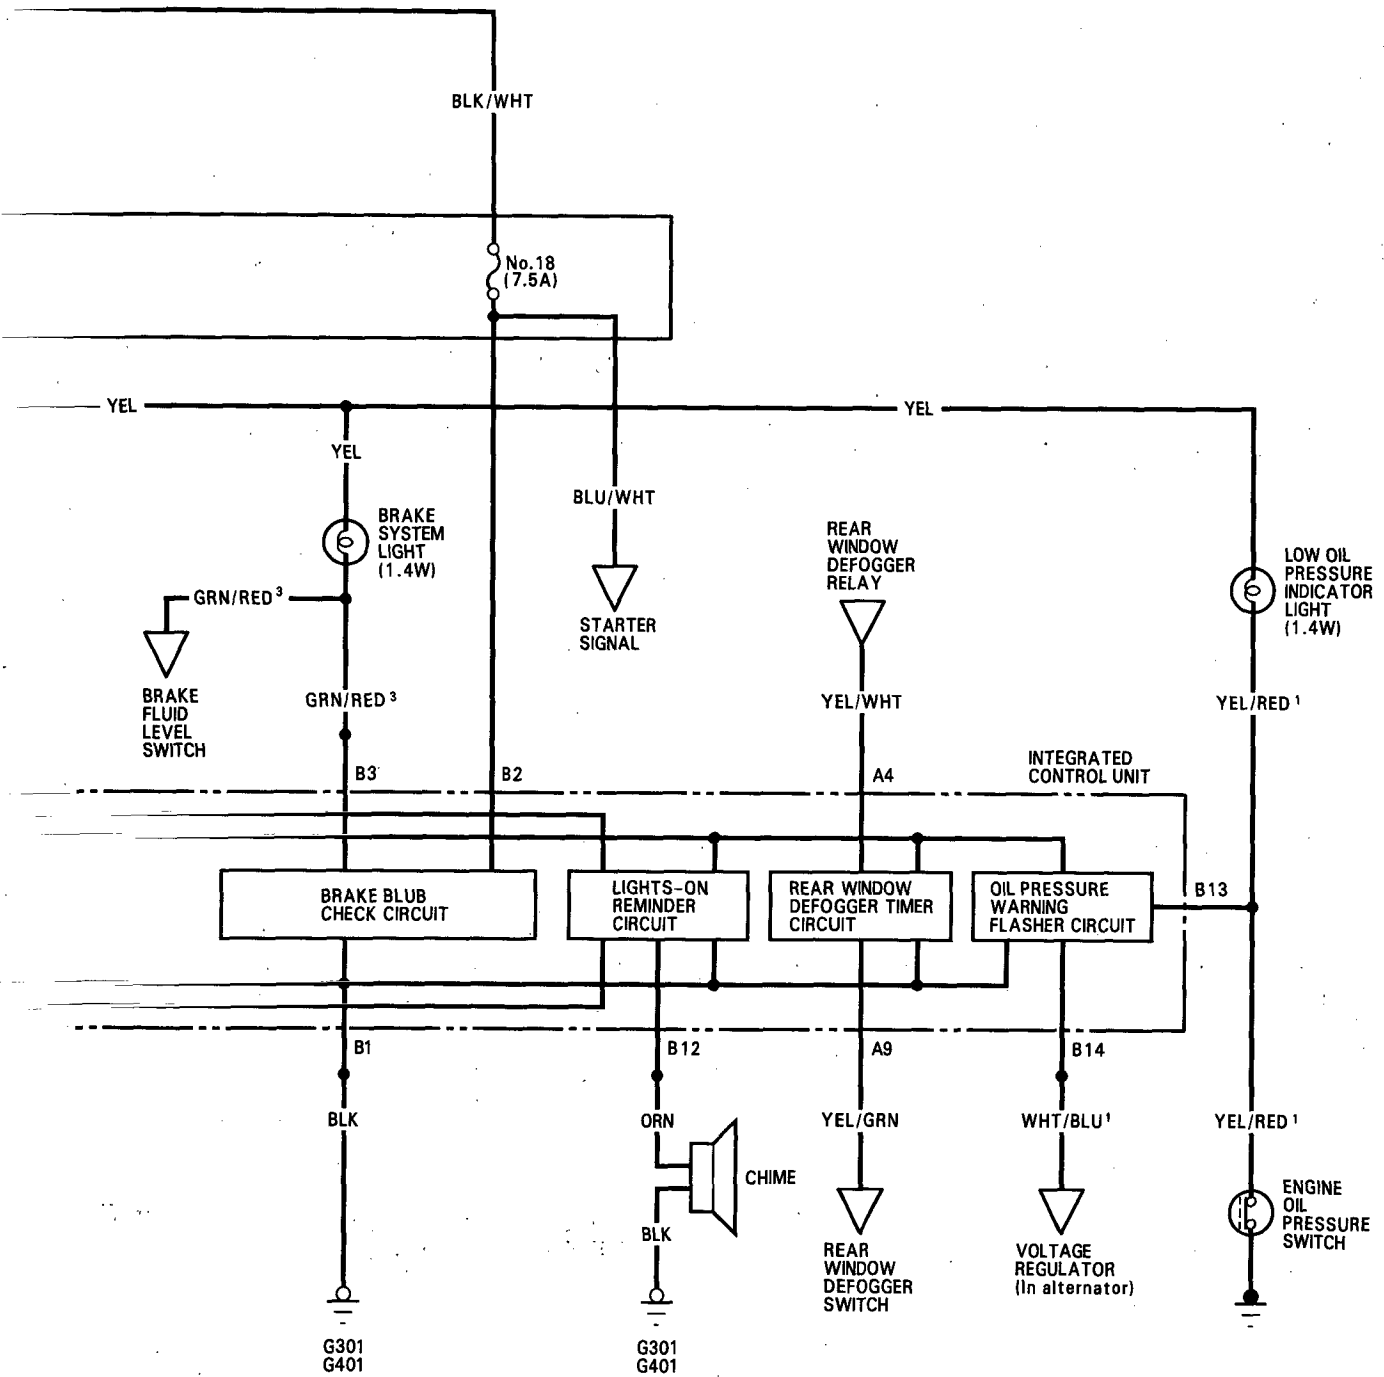 BLK/WHT
No.18
(7.5A)
YEL
YEL
YEL
BLU/WHT
BRAKE
SYSTEM
LIGHT
(1.4W)
GRN/RED 3
STARTER
SIGNAL
REAR
WINDOW
DEFOGGER
RELAY
LOW OIL
PRESSURE
INDICATOR
LIGHT
(1.4W)
BRAKE
FLUID
LEVEL
SWITCH
GRN/RED 3
YEL/WHT
YEL/RED 1
B3
B2
A4
INTEGRATED
CONTROL UNIT
BRAKE BLUB
CHECK CIRCUIT
LIGHTS-ON
REMINDER
CIRCUIT
REAR WINDOW
DEFOGGER TIMER
CIRCUIT
OIL PRESSURE
WARNING
FLASHER CIRCUIT
B13
B1
B12
A9
B14
BLK
ORN
YEL/GRN
WHT/BLU 1
YEL/RED 1
CHIME
BLK
ENGINE
OIL
PRESSURE
SWITCH
REAR
WINDOW
DEFOGGER
SWITCH
VOLTAGE
REGULATOR
(In alternator)
G301
G401
G301
G401